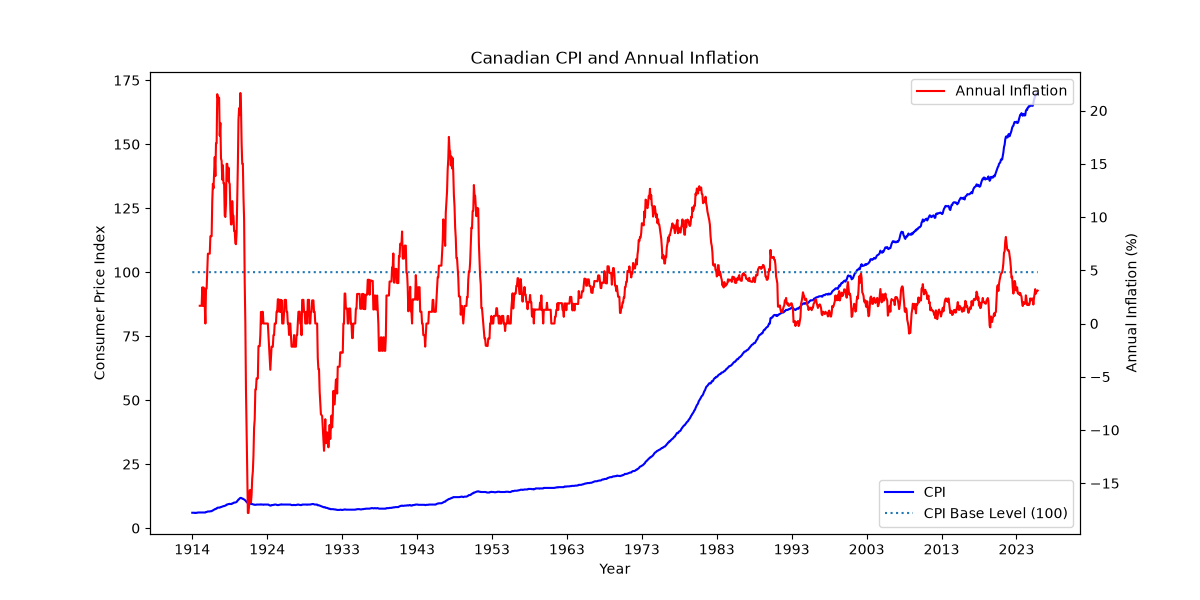 Canadian CPI and Annual Inflation
Consumer Price Index
175
150
125
100
75
50
25
0
1914 1924 1933 1943 1953 1963 1973 1983 1993 2003 2013 2023
Year
20
15
10
5
0
−5
−10
−15
Annual Inflation (%)
Annual Inflation
CPI
CPI Base Level (100)